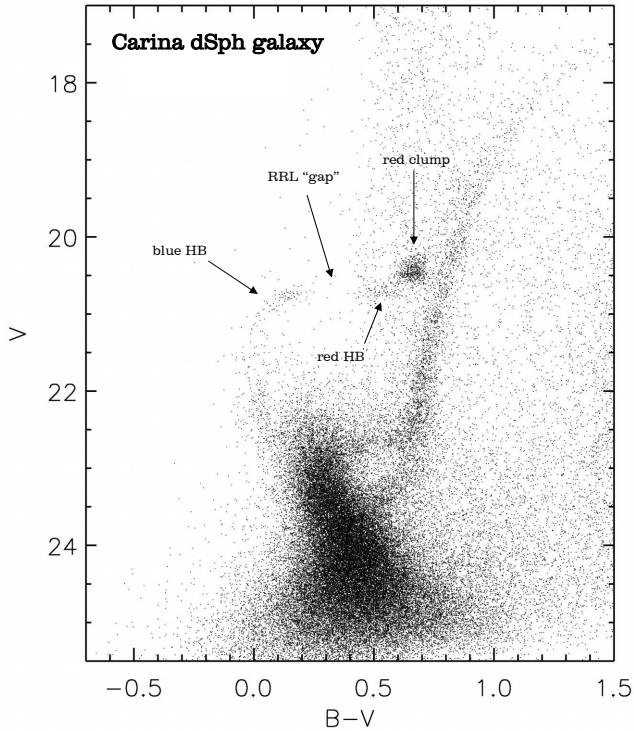 Carina dSph galaxy
18
red clump
RRL “gap”
20
blue HB
V
red HB
22
24
−0.5 0.0 0.5 1.0 1.5
B−V